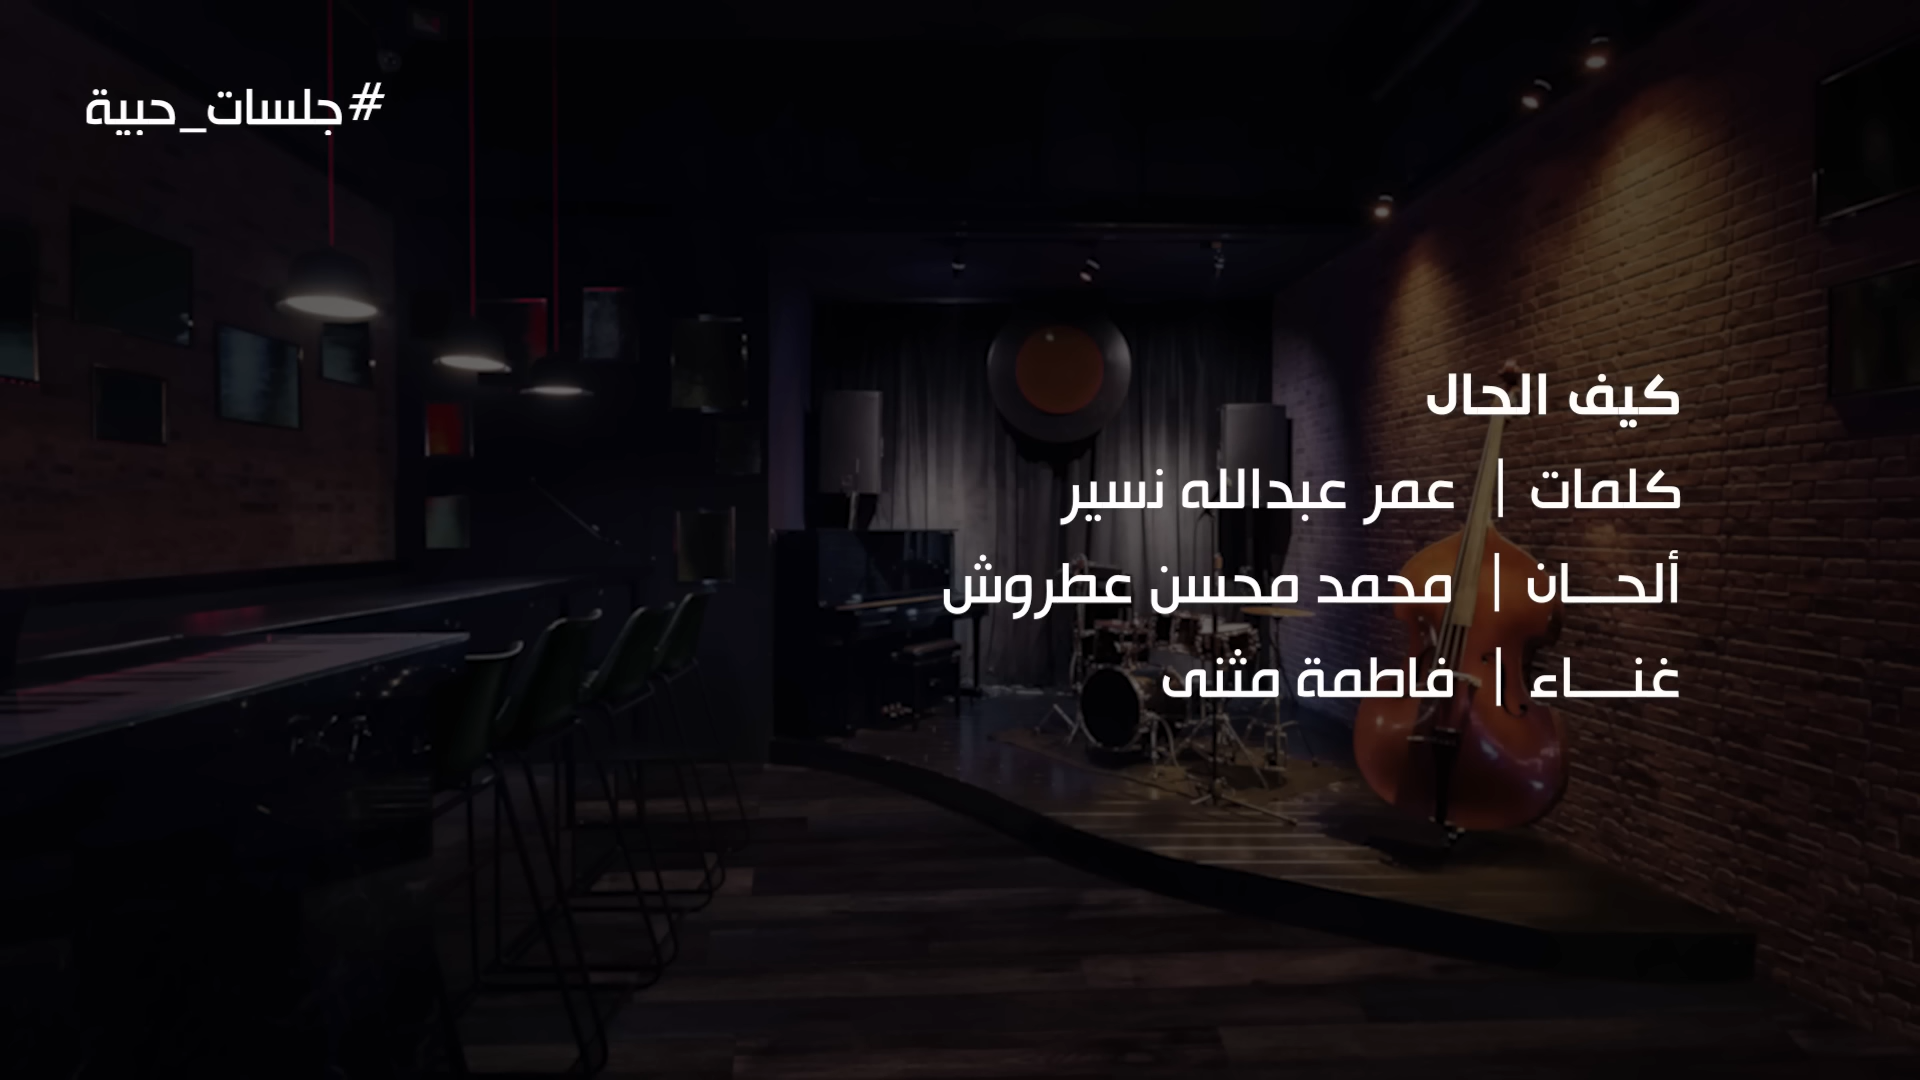 #جلسات_حبية
كيف الحال
كلمات | عمر عبدالله نسير
ألحـــان | محمد محسن عطروش
غنـــاء | فاطمة مثنى